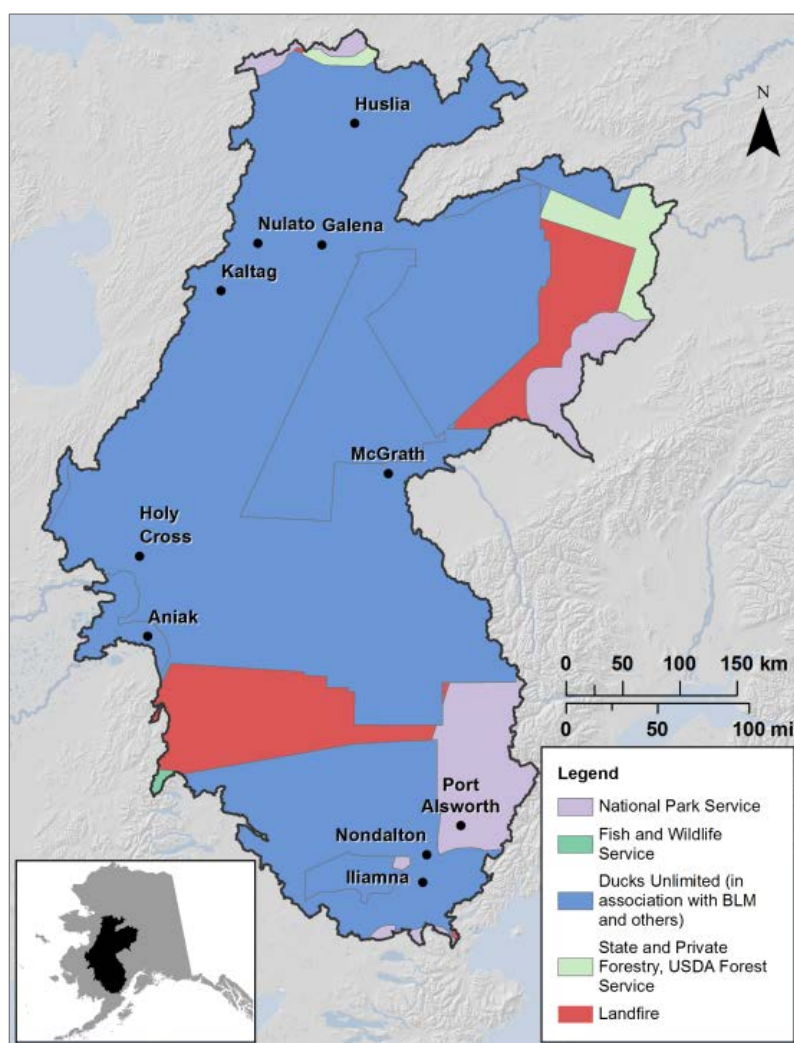 N
Huslia
Nulato Galena
Kaltag
McGrath
Holy
Cross
Aniak
0 50 100 150 km
0 50 100 mi
Port
Alsworth
Nondalton
Iliamna
Legend
National Park Service
Fish and Wildlife
Service
Ducks Unlimited (in
association with BLM
and others)
State and Private
Forestry, USDA Forest
Service
Landfire